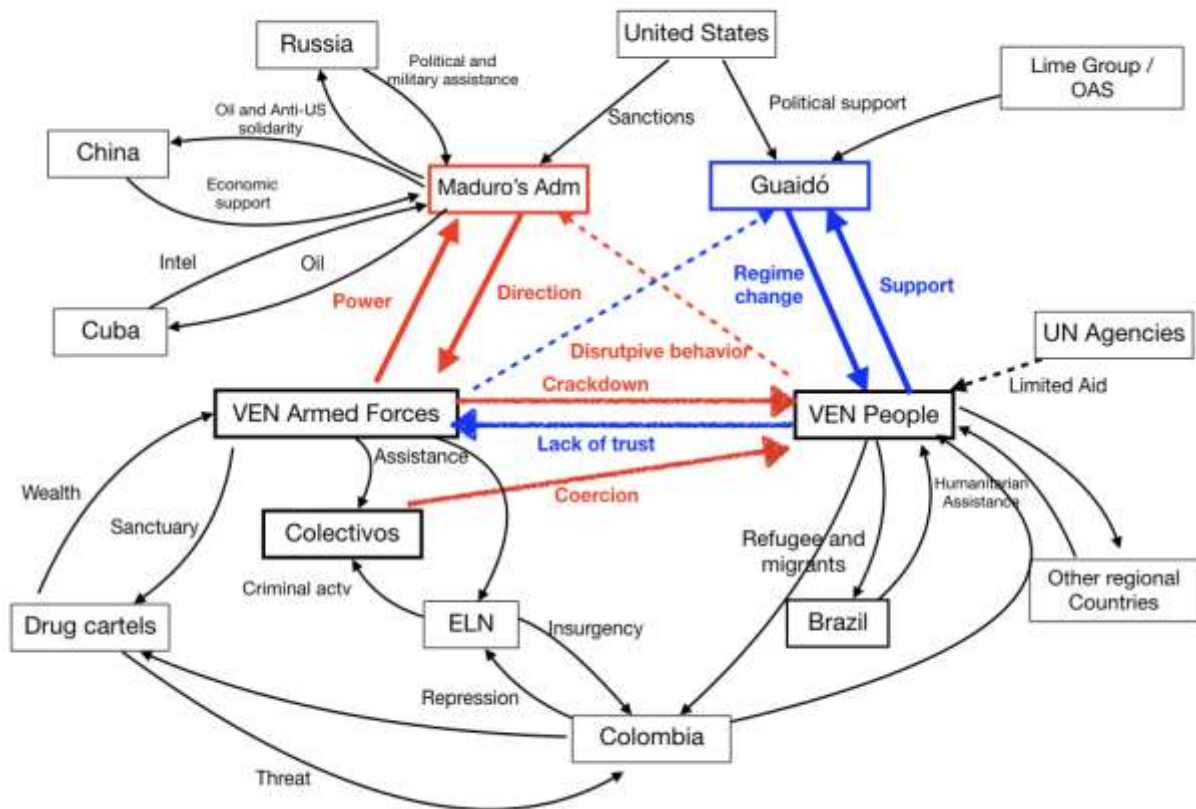 Russia
Political and
military assistance
United States
Lime Group /
OAS
Oil and Anti-US
solidarity
Sanctions
Political support
China
Economic
support
Maduro's Adm
Guaidó
Intel
Oil
Power
Direction
Regime
change
Support
Cuba
UN Agencies
Disrutpive behavior
Limited Aid
Crackdown
VEN Armed Forces
VEN People
Lack of trust
Assistance
Wealth
Coercion
Humanitarian
Assistance
Sanctuary
Colectivos
Refugee and
migrants
Criminal actv
Other regional
Countries
Drug cartels
ELN
Insurgency
Brazil
Repression
Colombia
Threat